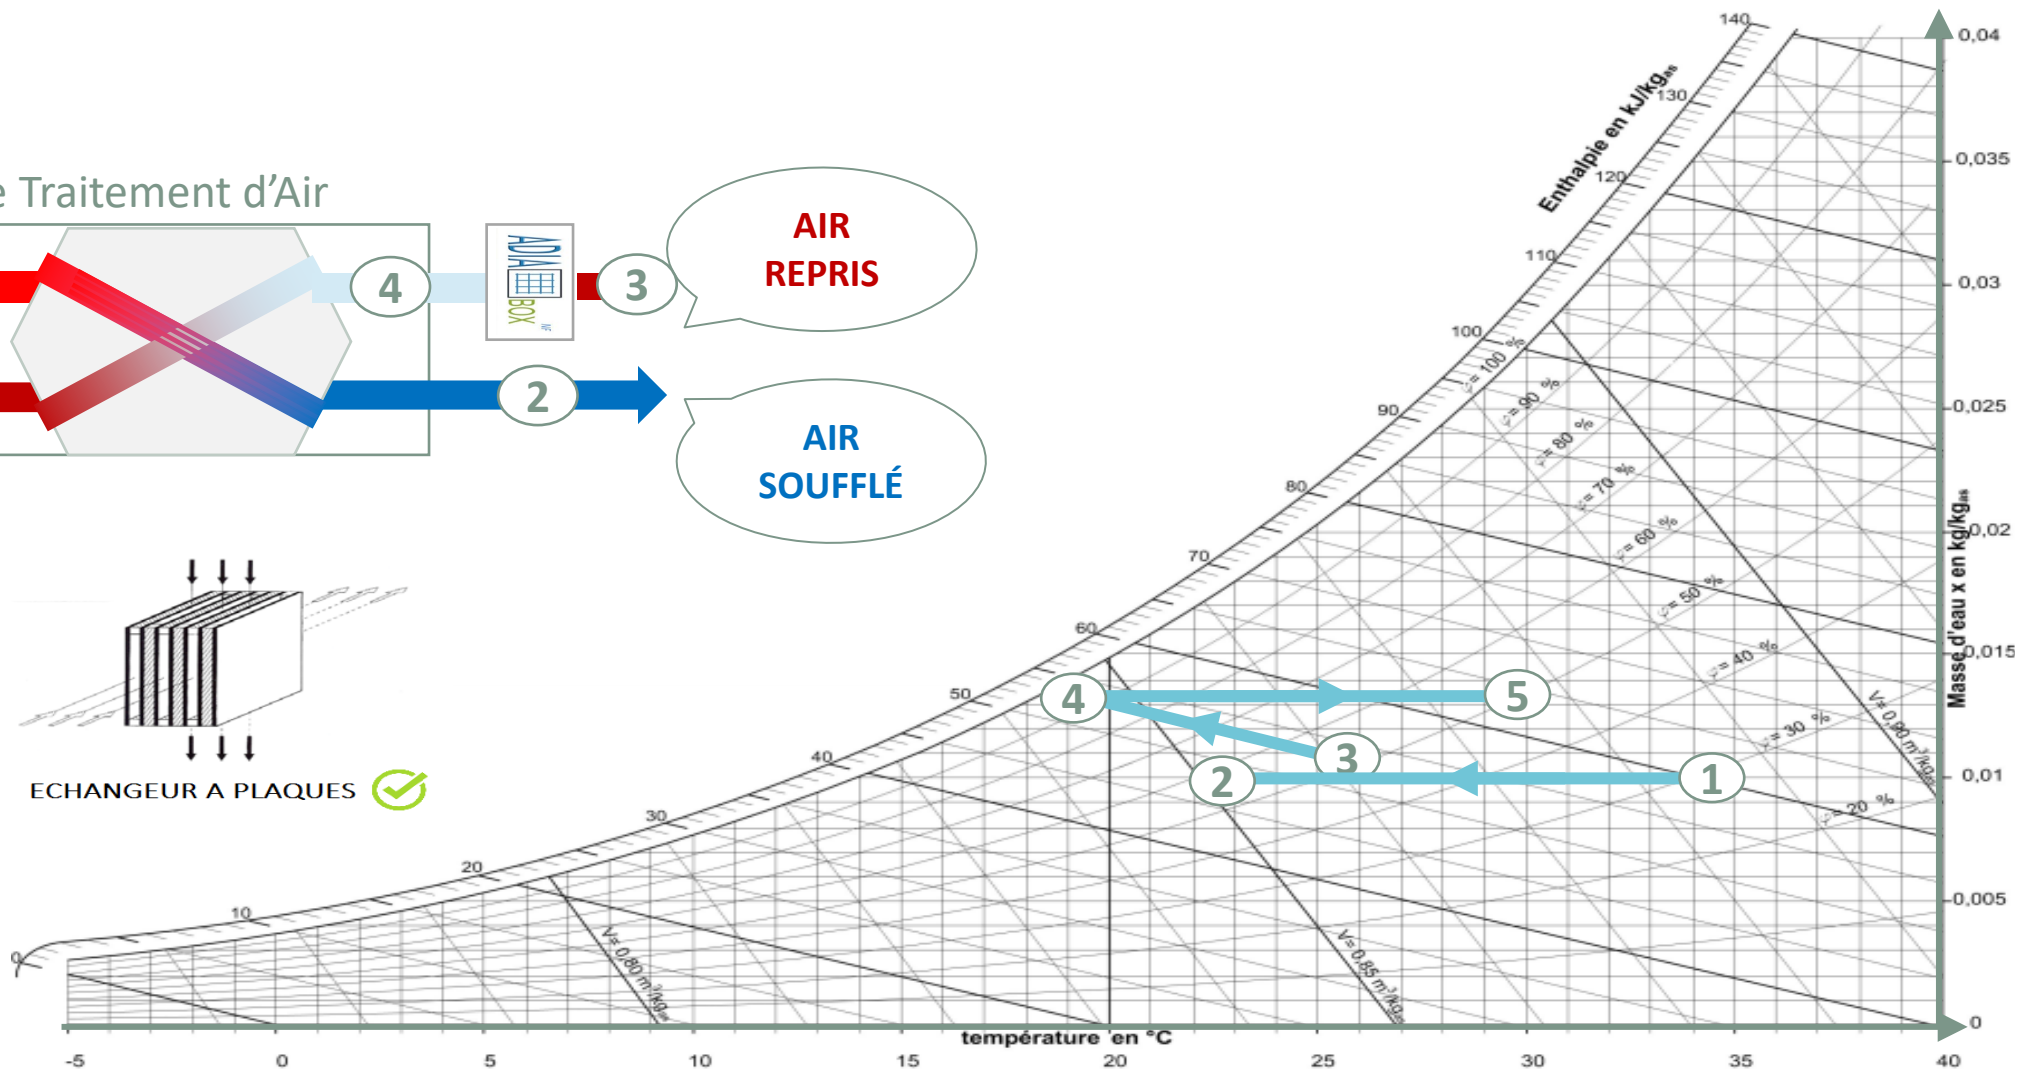 e Traitement d’Air
4
ADIA
BOX
3
AIR
REPRIS
2
AIR
SOUFFLÉ
ECHANGEUR A PLAQUES
Enthalpie en kJ/kgas
0
10
20
30
40
50
60
70
80
90
100
110
120
130
140
φ= 100 %
φ= 90 %
φ= 80 %
φ= 70 %
φ= 60 %
φ= 50 %
φ= 40 %
φ= 30 %
φ= 20 %
V= 0,80 m³/kgas
V= 0,85 m³/kgas
V= 0,90 m³/kgas
4
5
3
2
1
0,04
0,035
0,03
0,025
0,02
0,015
0,01
0,005
0
Masse d'eau x en kg/kgas
température en °C
-5
0
5
10
15
20
25
30
35
40